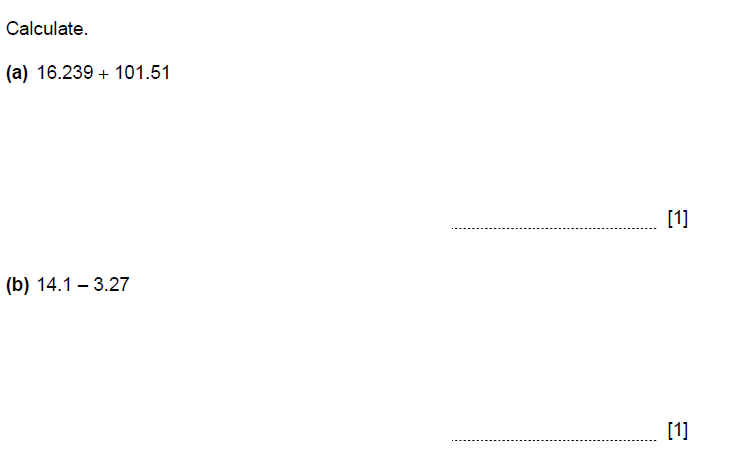 Calculate.
(a) 16.239 + 101.51
[1]
(b) 14.1 – 3.27
[1]